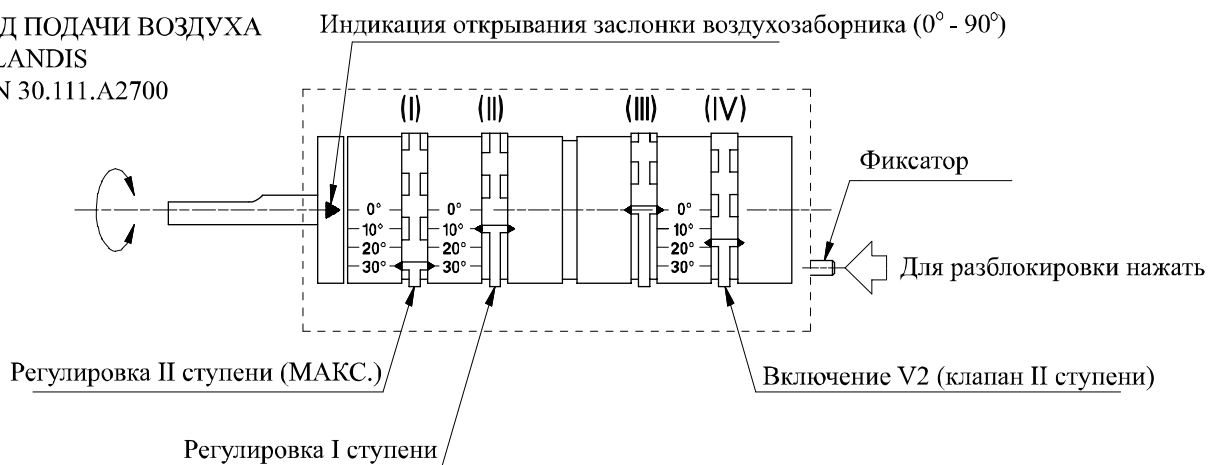 Д ПОДАЧИ ВОЗДУХА
LANDIS
N 30.111.A2700
Индикация открывания заслонки воздухозаборника (0° - 90°)
(I) (II) (III) (IV)
Фиксатор
0° 0° 0°
10° 10° 10°
20° 20° 20°
30° 30° 30°
Для разблокировки нажать
Регулировка II ступени (МАКС.)
Включение V2 (клапан II ступени)
Регулировка I ступени